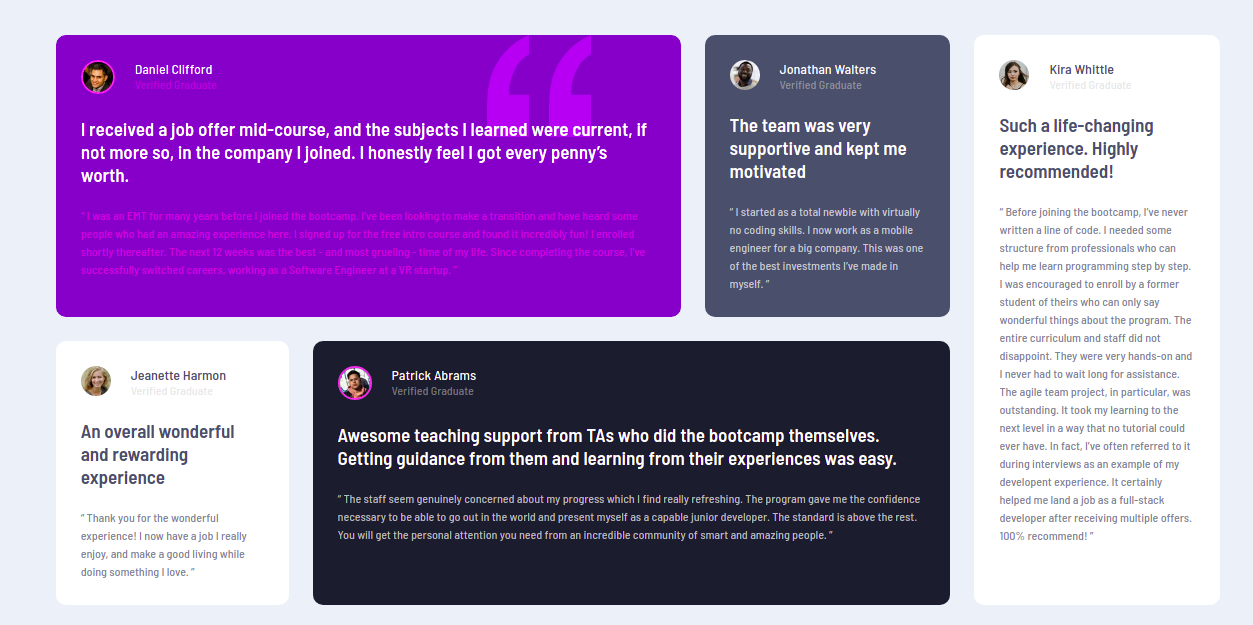 Daniel Clifford
Verified Graduate
I received a job offer mid-course, and the subjects I learned were current, if
not more so, in the company I joined. I honestly feel I got every penny's
worth.
“ I was an EMT for many years before I joined the bootcamp. I've been looking to make a transition and have heard some
people who had an amazing experience here. I signed up for the free intro course and found it incredibly fun! I enrolled
shortly thereafter. The next 12 weeks was the best - and most grueling - time of my life. Since completing the course, I've
successfully switched careers, working as a Software Engineer at a VR startup. ”
Jonathan Walters
Verified Graduate
The team was very
supportive and kept me
motivated
“ I started as a total newbie with virtually
no coding skills. I now work as a mobile
engineer for a big company. This was one
of the best investments I've made in
myself. ”
Kira Whittle
Verified Graduate
Such a life-changing
experience. Highly
recommended!
“ Before joining the bootcamp, I've never
written a line of code. I needed some
structure from professionals who can
help me learn programming step by step.
I was encouraged to enroll by a former
student of theirs who can only say
wonderful things about the program. The
entire curriculum and staff did not
disappoint. They were very hands-on and
I never had to wait long for assistance.
The agile team project, in particular, was
outstanding. It took my learning to the
next level in a way that no tutorial could
ever have. In fact, I've often referred to it
during interviews as an example of my
developent experience. It certainly
helped me land a job as a full-stack
developer after receiving multiple offers.
100% recommend! ”
Jeanette Harmon
Verified Graduate
An overall wonderful
and rewarding
experience
“ Thank you for the wonderful
experience! I now have a job I really
enjoy, and make a good living while
doing something I love. ”
Patrick Abrams
Verified Graduate
Awesome teaching support from TAs who did the bootcamp themselves.
Getting guidance from them and learning from their experiences was easy.
“ The staff seem genuinely concerned about my progress which I find really refreshing. The program gave me the confidence
necessary to be able to go out in the world and present myself as a capable junior developer. The standard is above the rest.
You will get the personal attention you need from an incredible community of smart and amazing people. ”